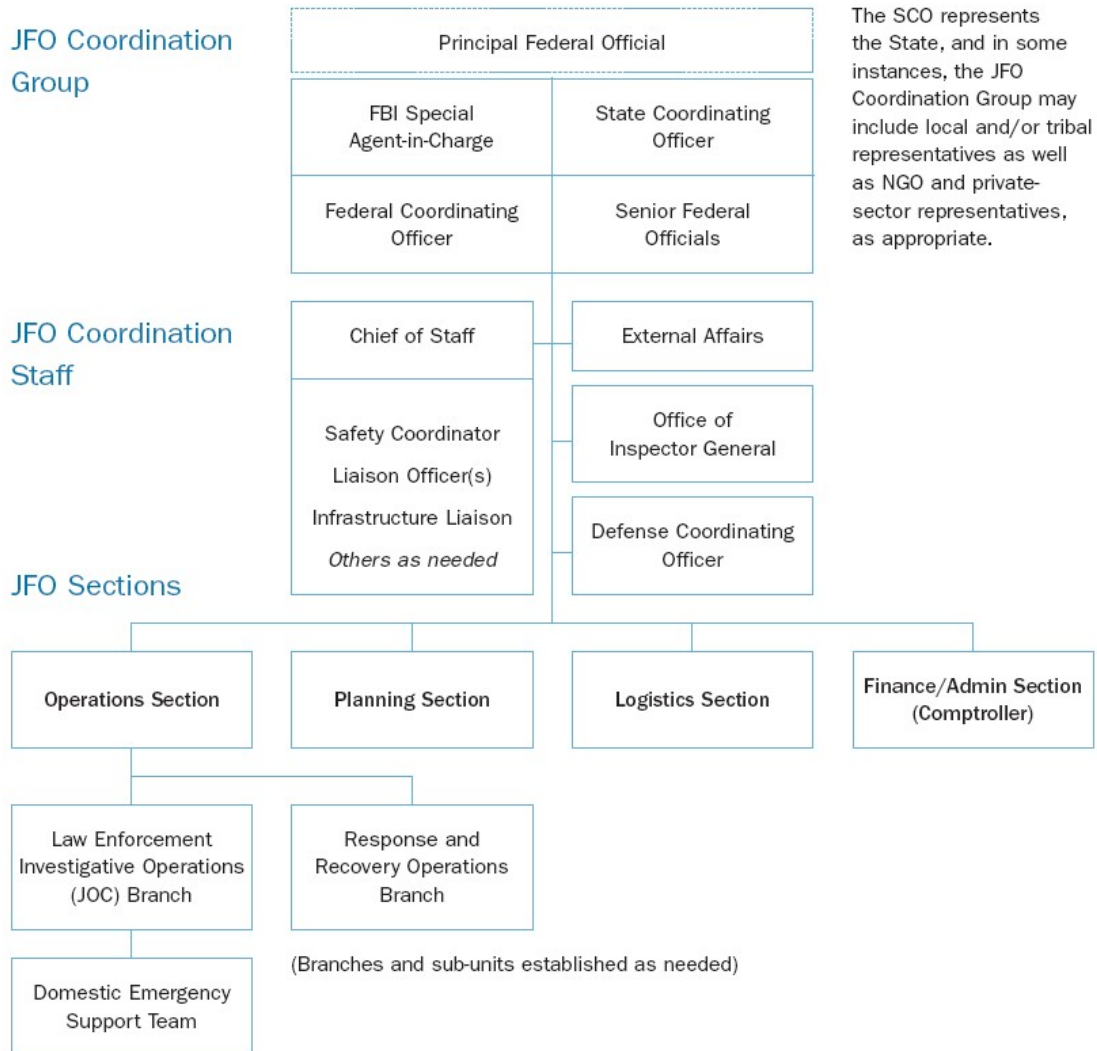 JFO Coordination
Group
Principal Federal Official
FBI Special
Agent-in-Charge
State Coordinating
Officer
Federal Coordinating
Officer
Senior Federal
Officials
The SCO represents
the State, and in some
instances, the JFO
Coordination Group may
include local and/or tribal
representatives as well
as NGO and private-
sector representatives,
as appropriate.
JFO Coordination
Staff
Chief of Staff
Safety Coordinator
Liaison Officer(s)
Infrastructure Liaison
Others as needed
External Affairs
Office of
Inspector General
Defense Coordinating
Officer
JFO Sections
Operations Section
Planning Section
Logistics Section
Finance/Admin Section
(Comptroller)
Law Enforcement
Investigative Operations
(JOC) Branch
Response and
Recovery Operations
Branch
(Branches and sub-units established as needed)
Domestic Emergency
Support Team